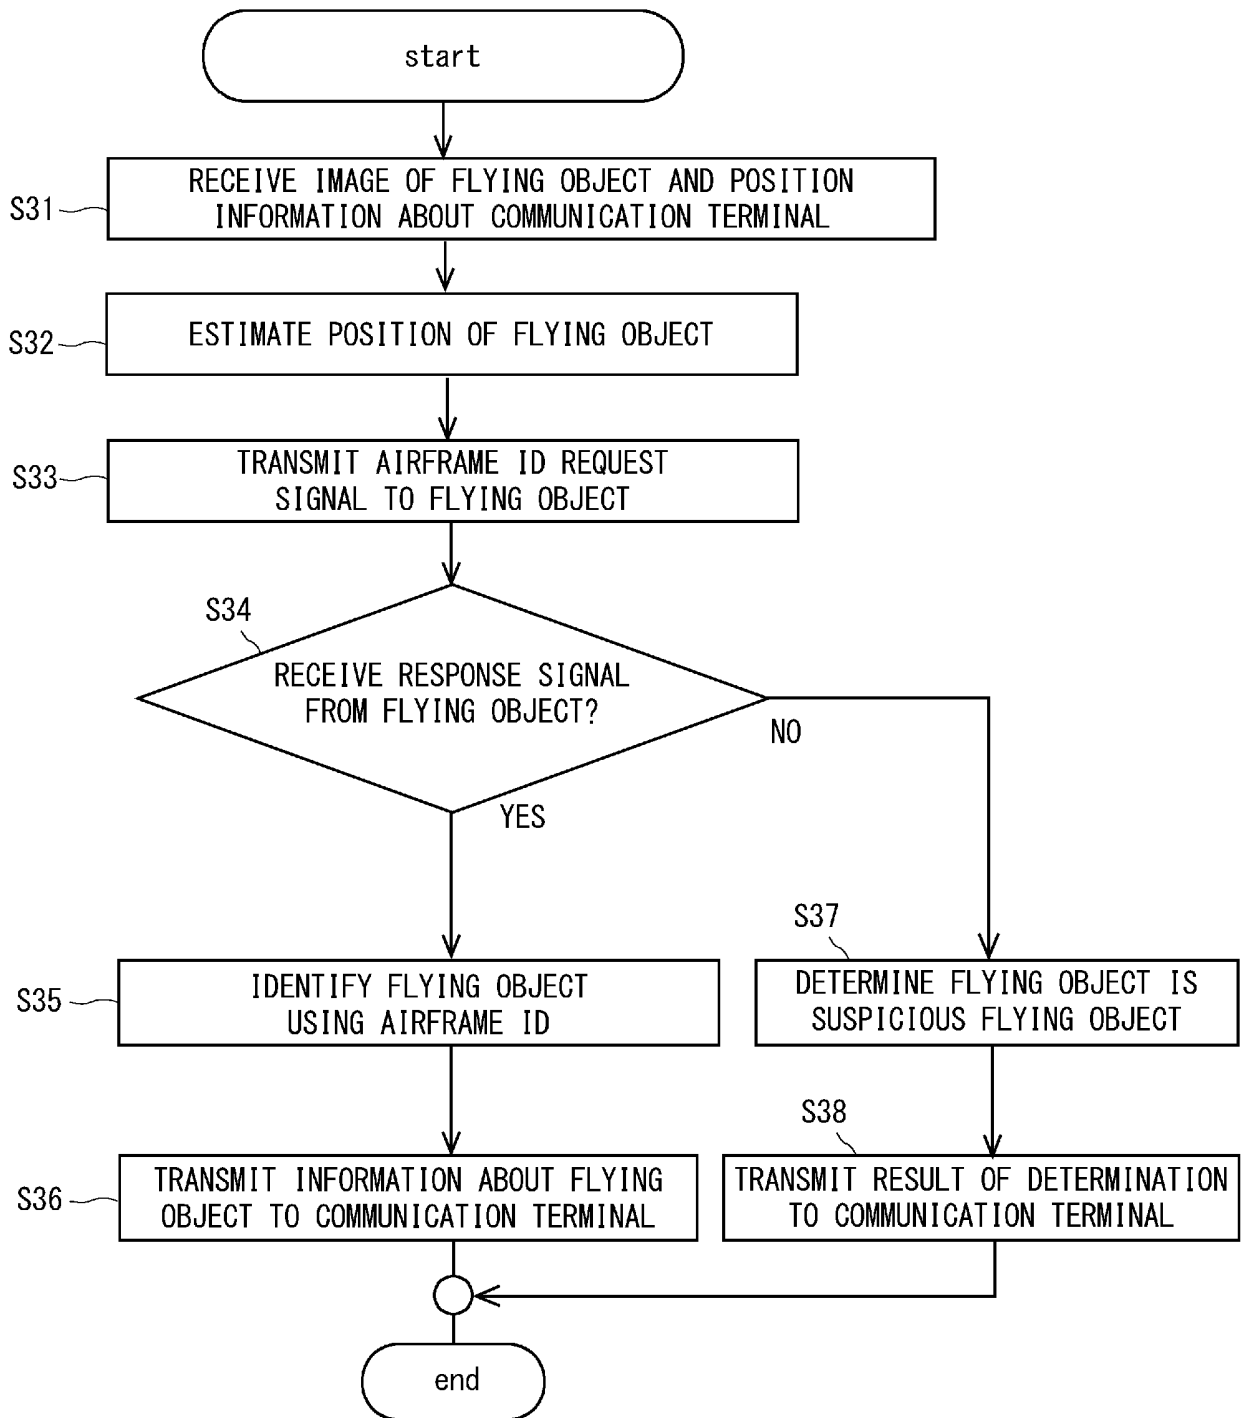 start
S31
RECEIVE IMAGE OF FLYING OBJECT AND POSITION
INFORMATION ABOUT COMMUNICATION TERMINAL
S32
ESTIMATE POSITION OF FLYING OBJECT
S33
TRANSMIT AIRFRAME ID REQUEST
SIGNAL TO FLYING OBJECT
S34
RECEIVE RESPONSE SIGNAL
FROM FLYING OBJECT?
NO
YES
S35
IDENTIFY FLYING OBJECT
USING AIRFRAME ID
S37
DETERMINE FLYING OBJECT IS
SUSPICIOUS FLYING OBJECT
S36
TRANSMIT INFORMATION ABOUT FLYING
OBJECT TO COMMUNICATION TERMINAL
S38
TRANSMIT RESULT OF DETERMINATION
TO COMMUNICATION TERMINAL
end